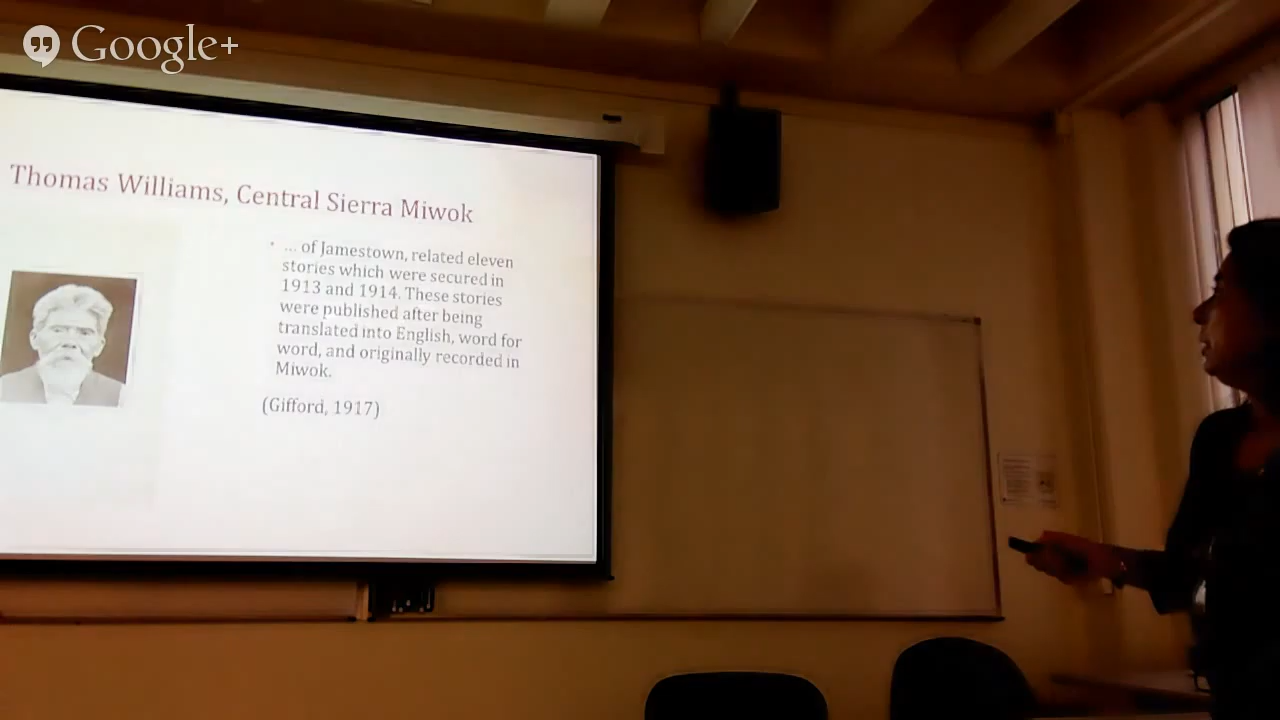 Google+
Thomas Williams, Central Sierra Miwok
... of Jamestown, related eleven
stories which were secured in
1913 and 1914. These stories
were published after being
translated into English, word for
word, and originally recorded in
Miwok.
(Gifford, 1917)